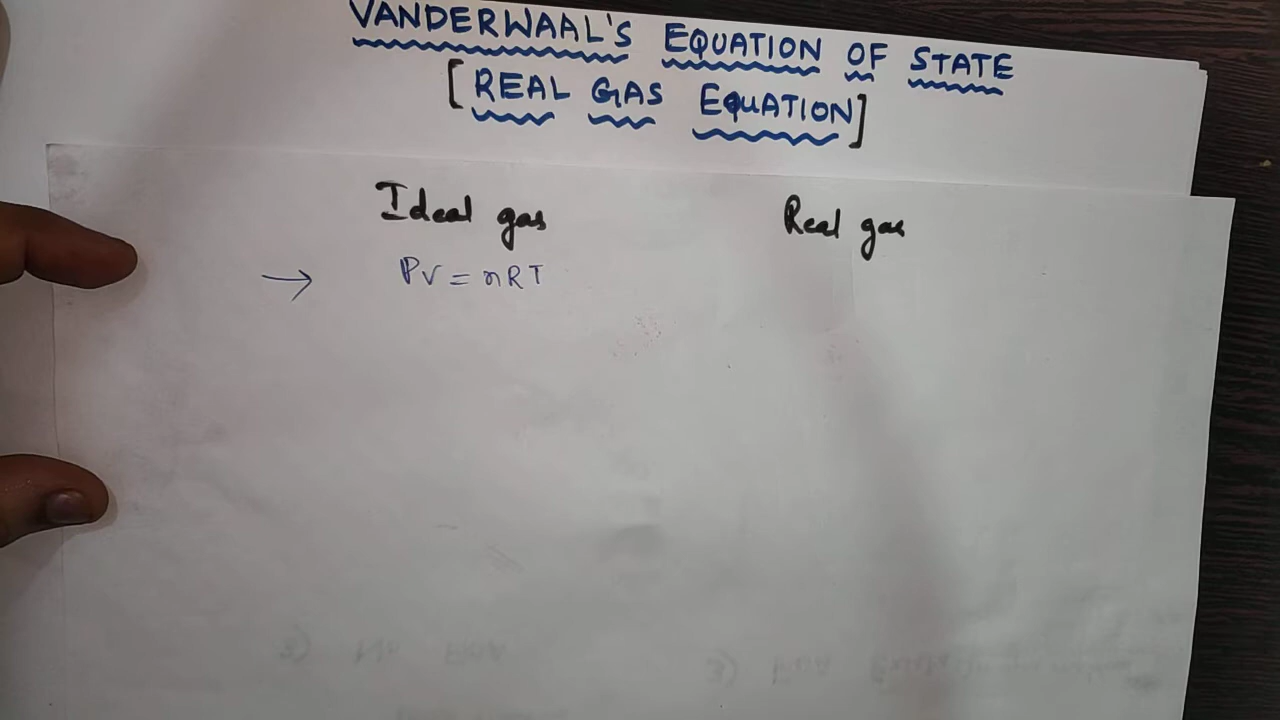 VANDERWAAL'S EQUATION OF STATE
[REAL GAS EQUATION]
Ideal gas Real gas
→ PV = nRT